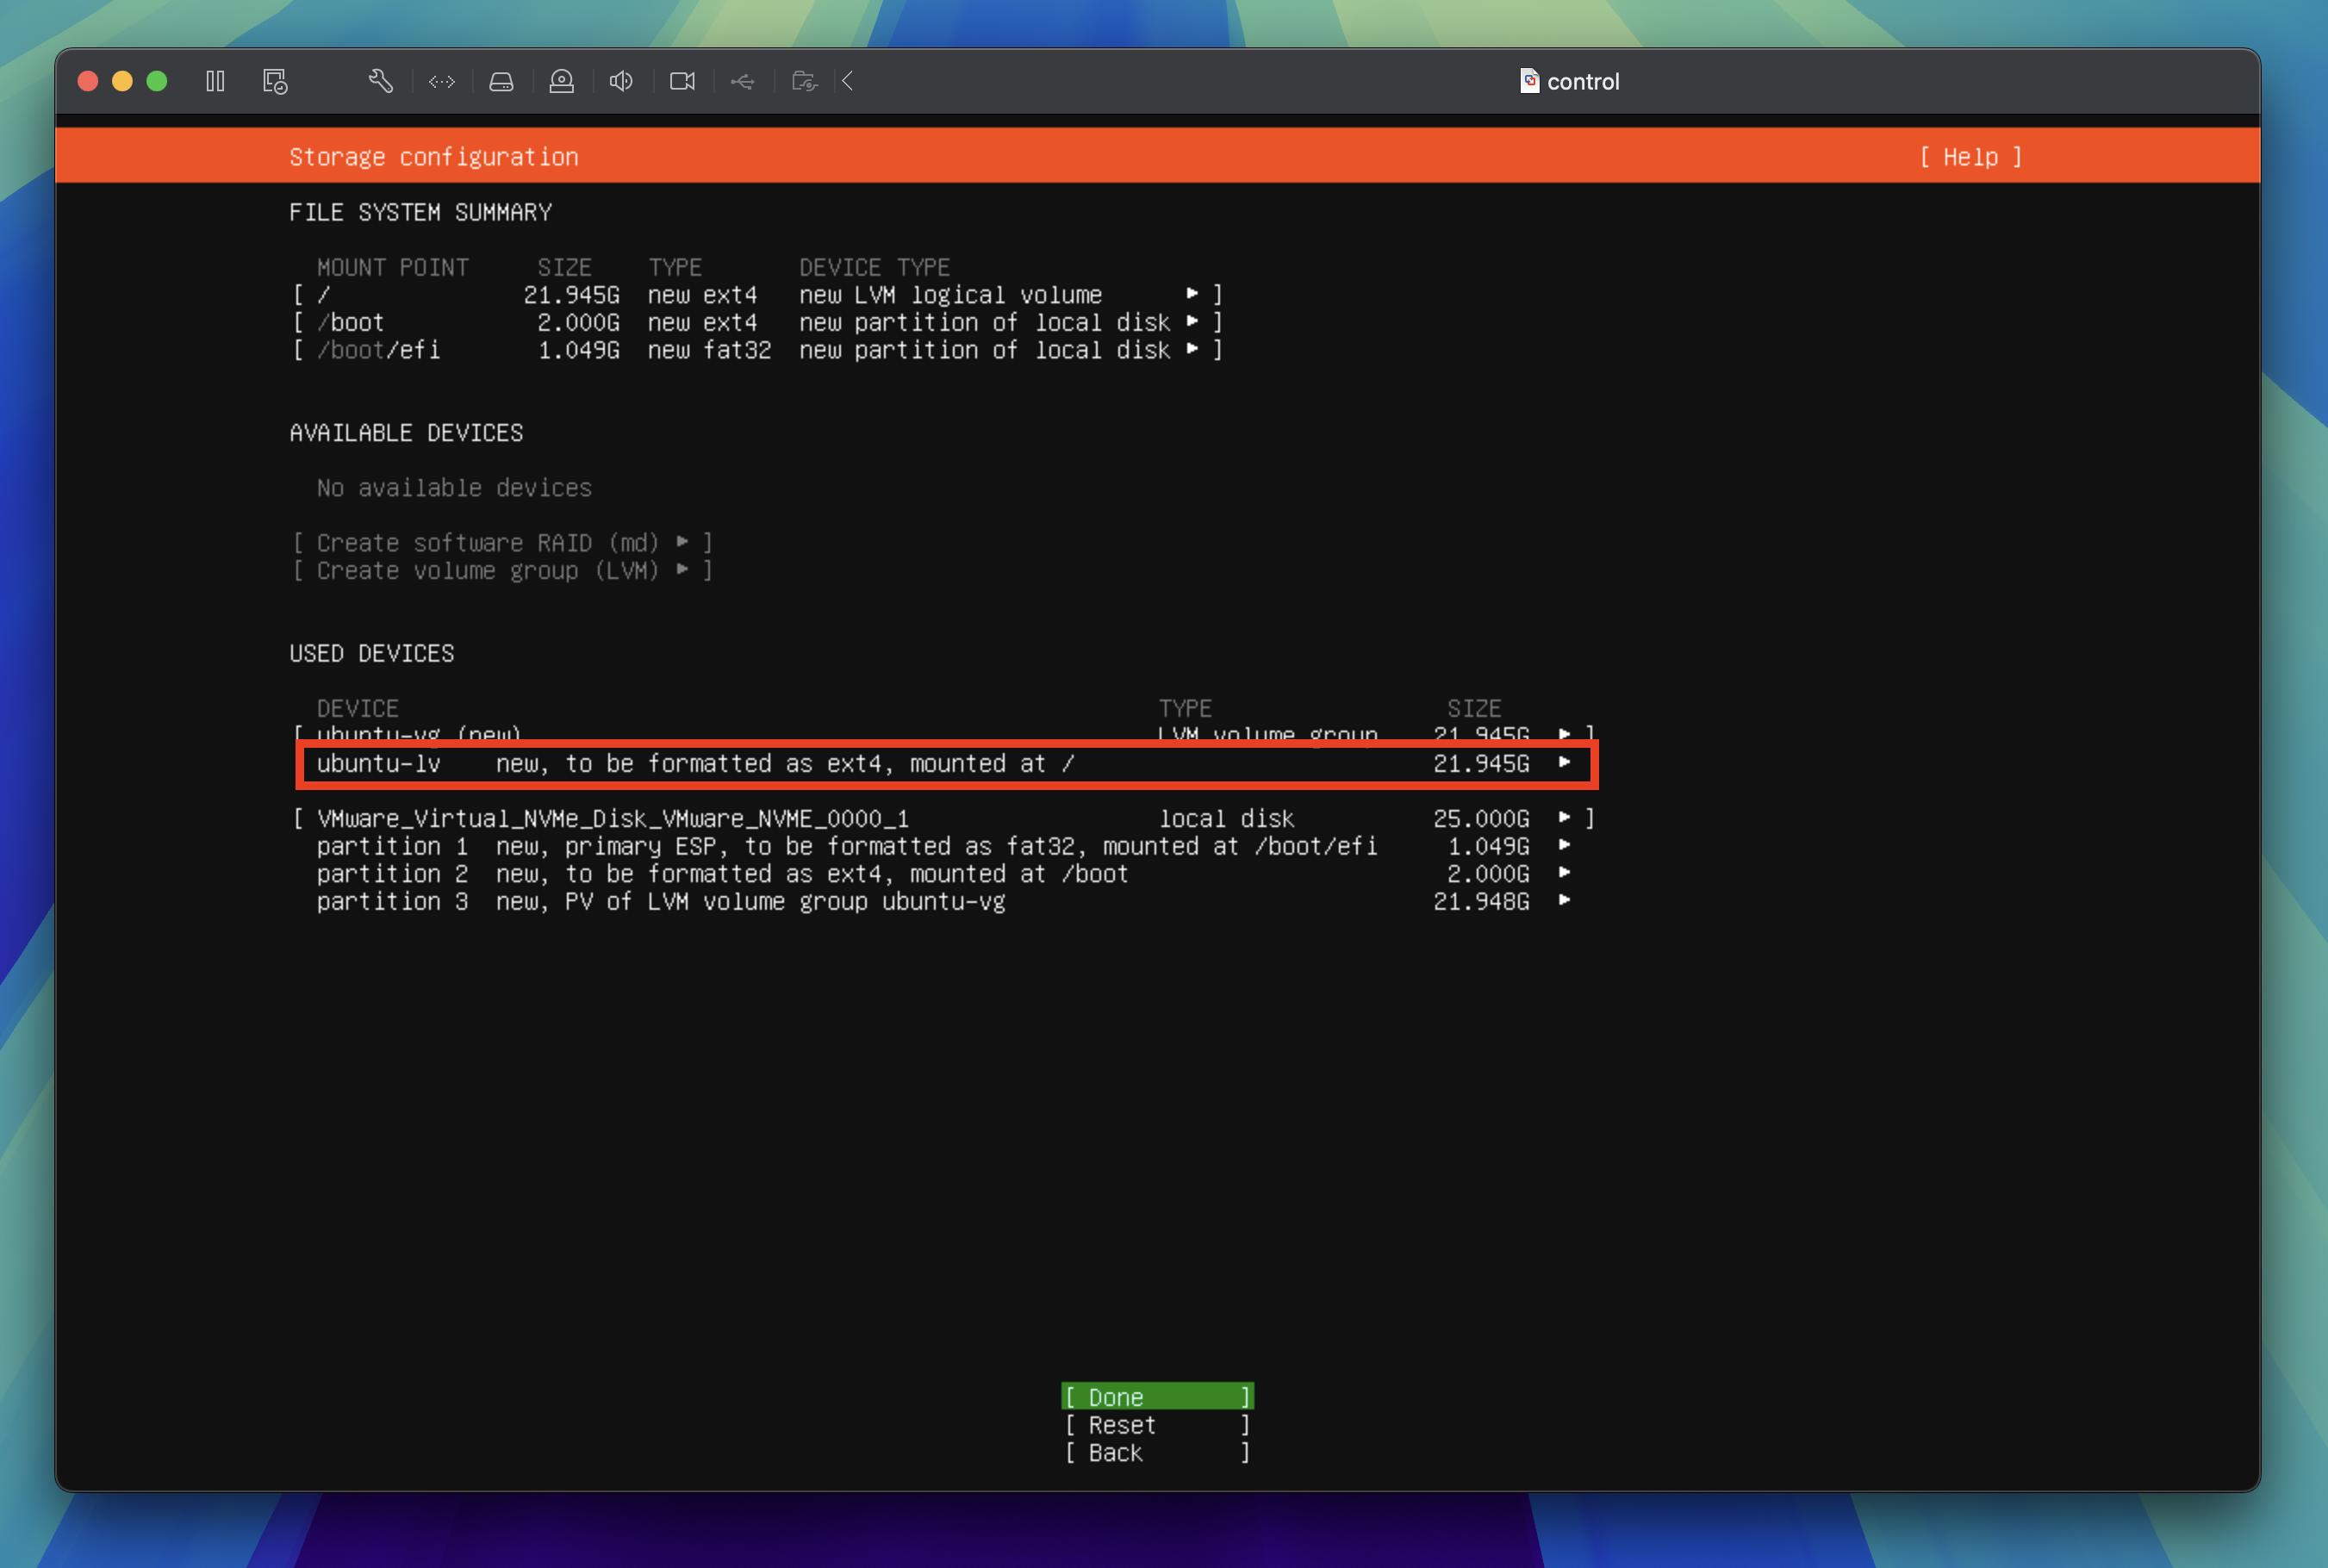 control
Storage configuration [ Help ]
FILE SYSTEM SUMMARY
MOUNT POINT SIZE TYPE DEVICE TYPE
[ / 21.945G new ext4 new LVM logical volume ▸ ]
[ /boot 2.000G new ext4 new partition of local disk ▸ ]
[ /boot/efi 1.049G new fat32 new partition of local disk ▸ ]
AVAILABLE DEVICES
No available devices
[ Create software RAID (md) ▸ ]
[ Create volume group (LVM) ▸ ]
USED DEVICES
DEVICE TYPE SIZE
[ ubuntu-vg (new) LVM volume group 21.945G ▸ ]
ubuntu-lv new, to be formatted as ext4, mounted at / 21.945G ▸
[ VMware_Virtual_NVMe_Disk_VMware_NVME_0000_1 local disk 25.000G ▸ ]
partition 1 new, primary ESP, to be formatted as fat32, mounted at /boot/efi 1.049G ▸
partition 2 new, to be formatted as ext4, mounted at /boot 2.000G ▸
partition 3 new, PV of LVM volume group ubuntu-vg 21.948G ▸
[ Done ]
[ Reset ]
[ Back ]